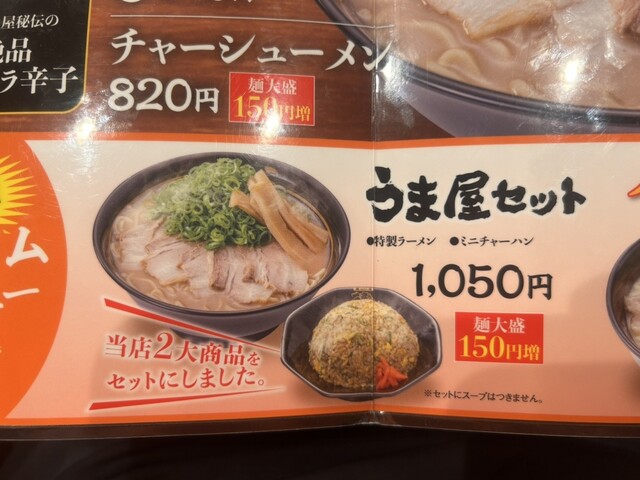 屋秘伝の
品
ラ辛子
チャーシューメン
820円
麺大盛
150円増
うま屋セット
●特製ラーメン ●ミニチャーハン
1,050円
麺大盛
150円増
当店2大商品を
セットにしました。
※セットにスープはつきません。
ム
ー